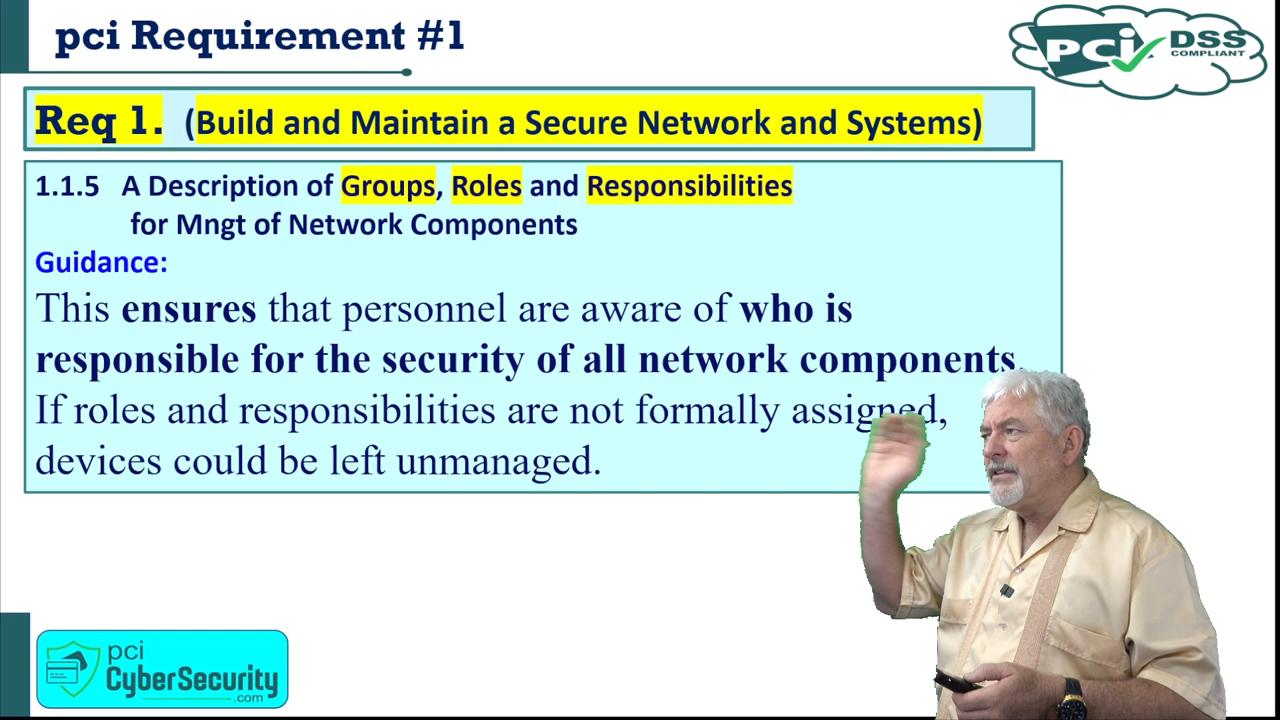 pci Requirement #1
PCI DSS
COMPLIANT
Req 1. (Build and Maintain a Secure Network and Systems)
1.1.5 A Description of Groups, Roles and Responsibilities
for Mngt of Network Components
Guidance:
This ensures that personnel are aware of who is
responsible for the security of all network components.
If roles and responsibilities are not formally assigned,
devices could be left unmanaged.
pci
CyberSecurity
.com